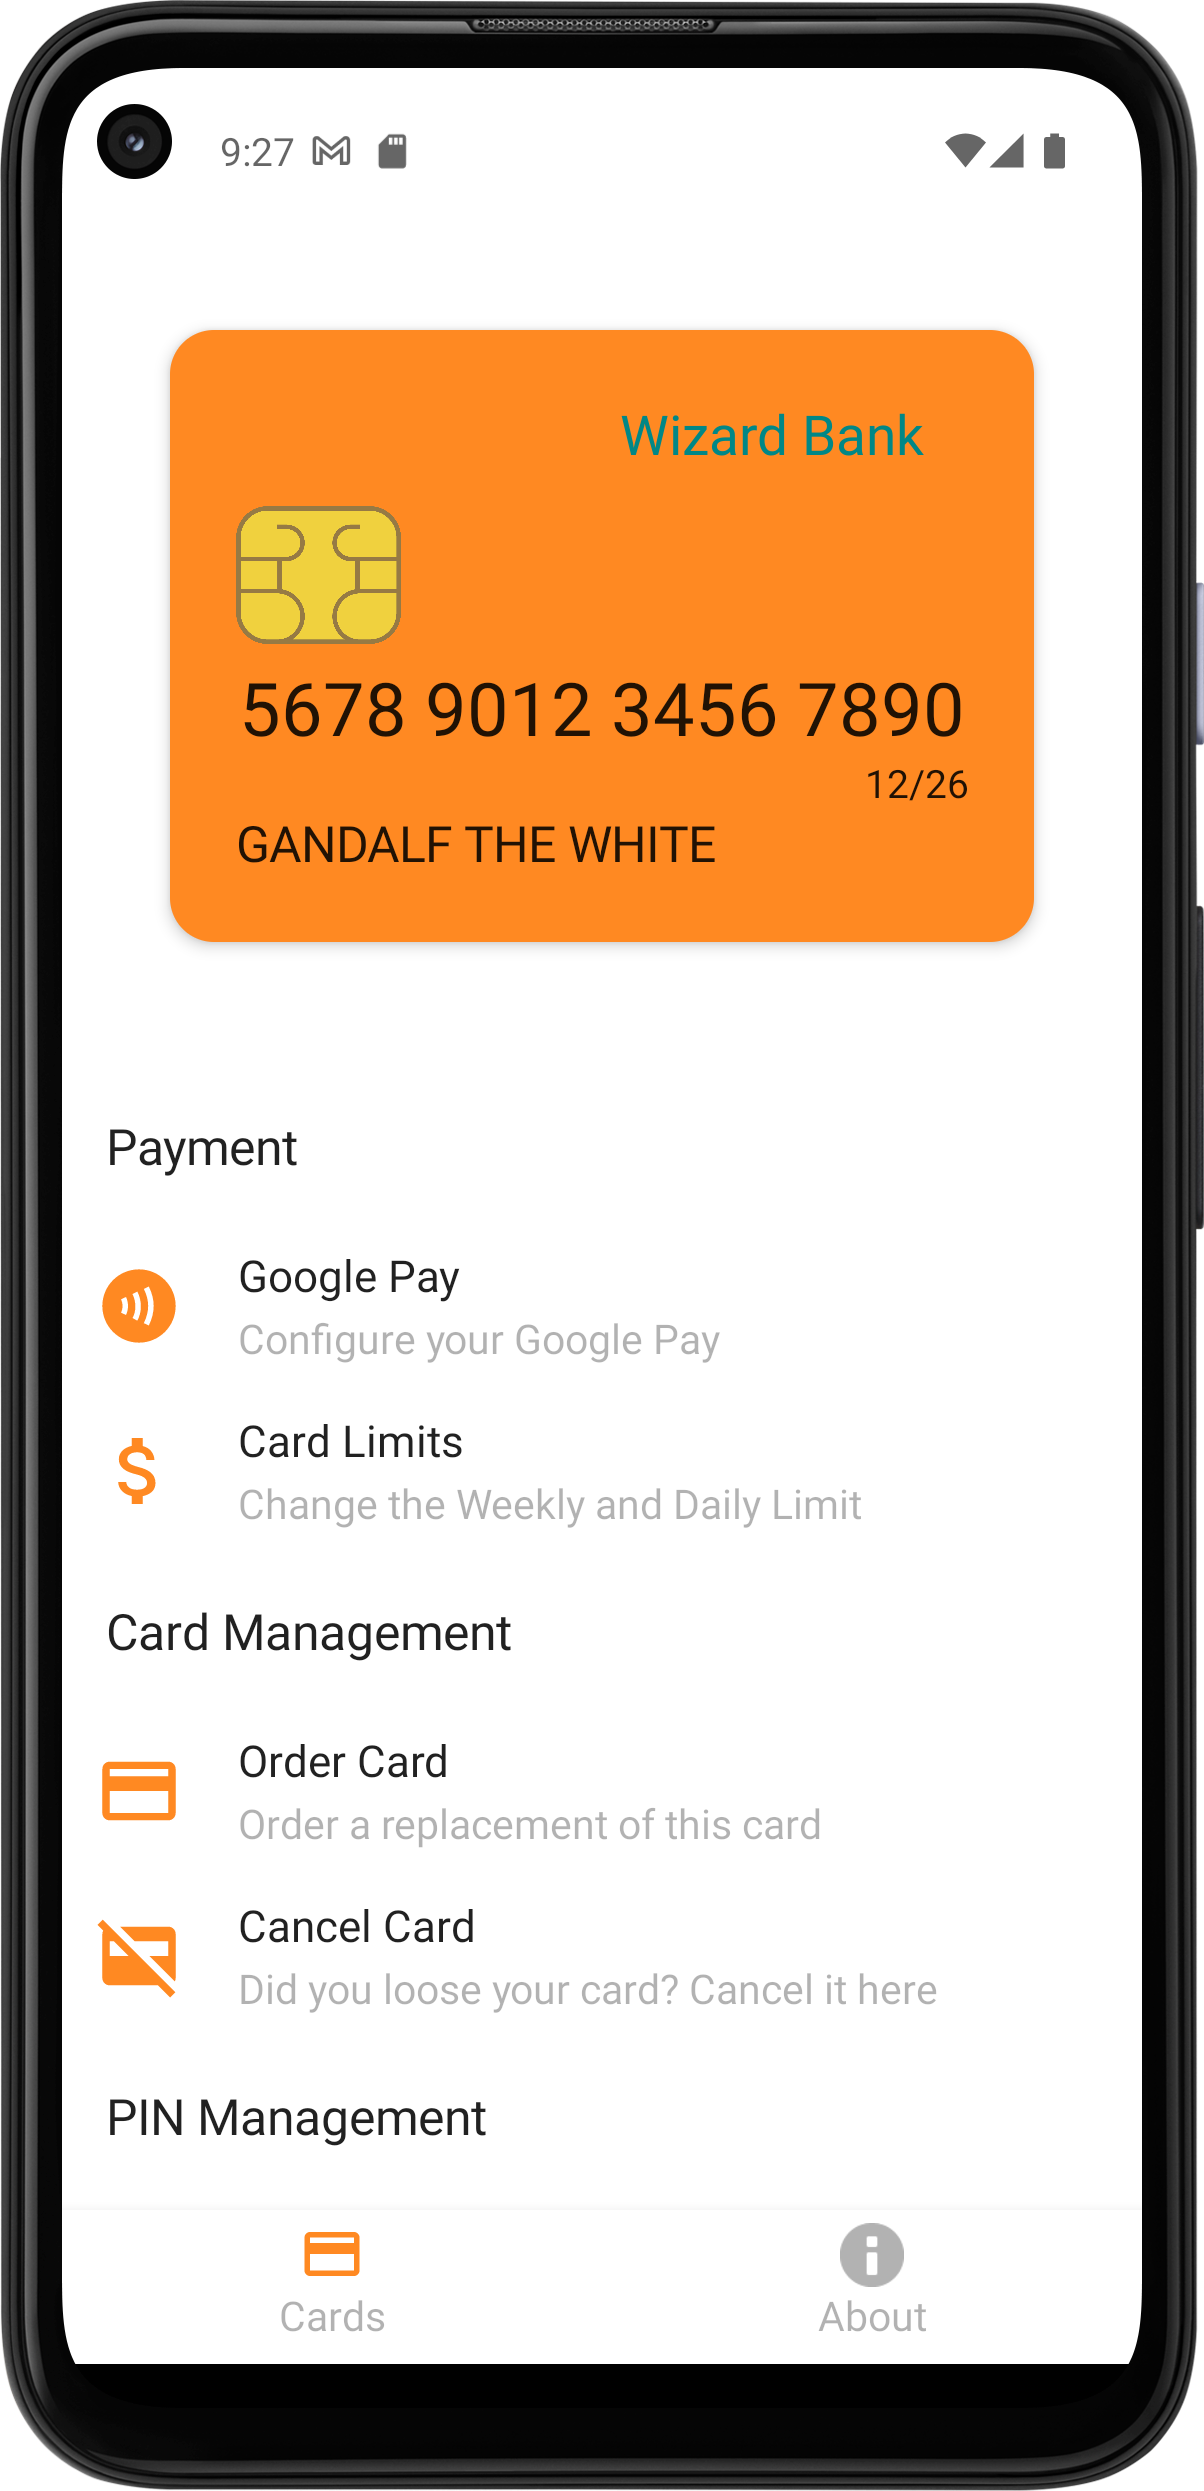 9:27
Wizard Bank
5678 9012 3456 7890
12/26
GANDALF THE WHITE
Payment
Google Pay
Configure your Google Pay
Card Limits
Change the Weekly and Daily Limit
Card Management
Order Card
Order a replacement of this card
Cancel Card
Did you loose your card? Cancel it here
PIN Management
Cards
About